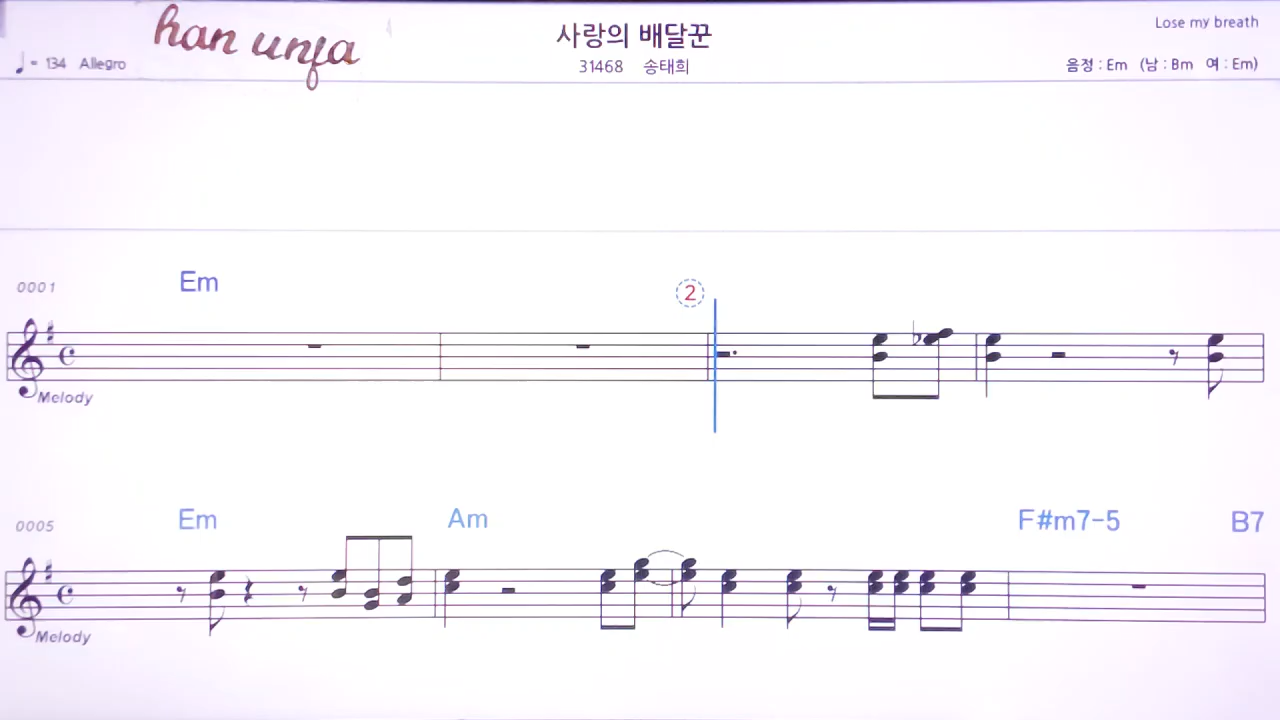 han unja
사랑의 배달꾼
Lose my breath
♩= 134 Allegro
31468 송태희
음정 : Em (남 : Bm 여 : Em)
0001
Em
2
Melody
0005
Em Am F#m7-5 B7
Melody